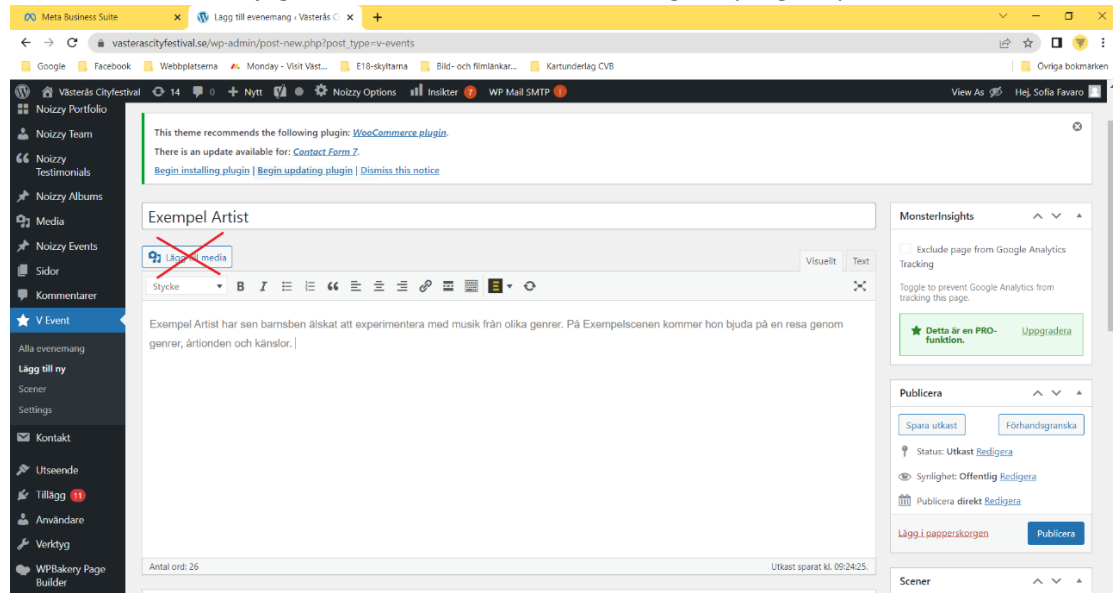 Meta Business Suite
Lägg till evenemang ‹ Västerås C
vasterascityfestival.se/wp-admin/post-new.php?post_type=v-events
Google
Facebook
Webbplatserna
Monday - Visit Väst...
E18-skyltarna
Bild- och filmlänkar...
Kartunderlag CVB
Övriga bokmärken
Västerås Cityfestival
14
0
Nytt
Noizzy Options
Insikter 7
WP Mail SMTP 1
View As
Hej, Sofia Favaro
Noizzy Portfolio
Noizzy Team
Noizzy
Testimonials
Noizzy Albums
Media
Noizzy Events
Sidor
Kommentarer
V Event
Alla evenemang
Lägg till ny
Scener
Settings
Kontakt
Utseende
Tillägg 11
Användare
Verktyg
WPBakery Page
Builder
This theme recommends the following plugin: WooCommerce plugin.
There is an update available for: Contact Form 7.
Begin installing plugin | Begin updating plugin | Dismiss this notice
Exempel Artist
Lägg till media
Visuellt
Text
Stycke
B I
Exempel Artist har sen barnsben älskat att experimentera med musik från olika genrer. På Exempelscenen kommer hon bjuda på en resa genom
genrer, årtionden och känslor.
Antal ord: 26
Utkast sparat kl. 09:24:25.
MonsterInsights
Exclude page from Google Analytics
Tracking
Toggle to prevent Google Analytics from
tracking this page.
Detta är en PRO-
funktion.
Uppgradera
Publicera
Spara utkast
Förhandsgranska
Status: Utkast Redigera
Synlighet: Offentlig Redigera
Publicera direkt Redigera
Lägg i papperskorgen
Publicera
Scener